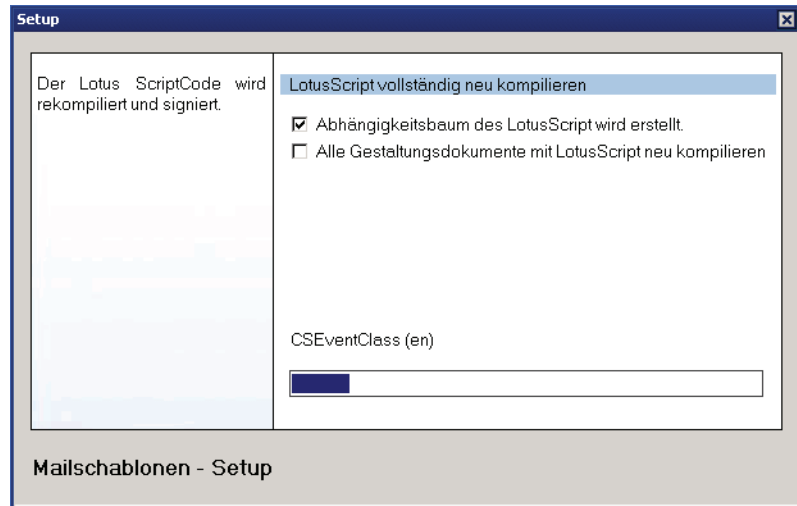 Setup
Der Lotus ScriptCode wird
rekompiliert und signiert.
LotusScript vollständig neu kompilieren
Abhängigkeitsbaum des LotusScript wird erstellt.
Alle Gestaltungsdokumente mit LotusScript neu kompilieren
CSEventClass (en)
Mailschablonen - Setup